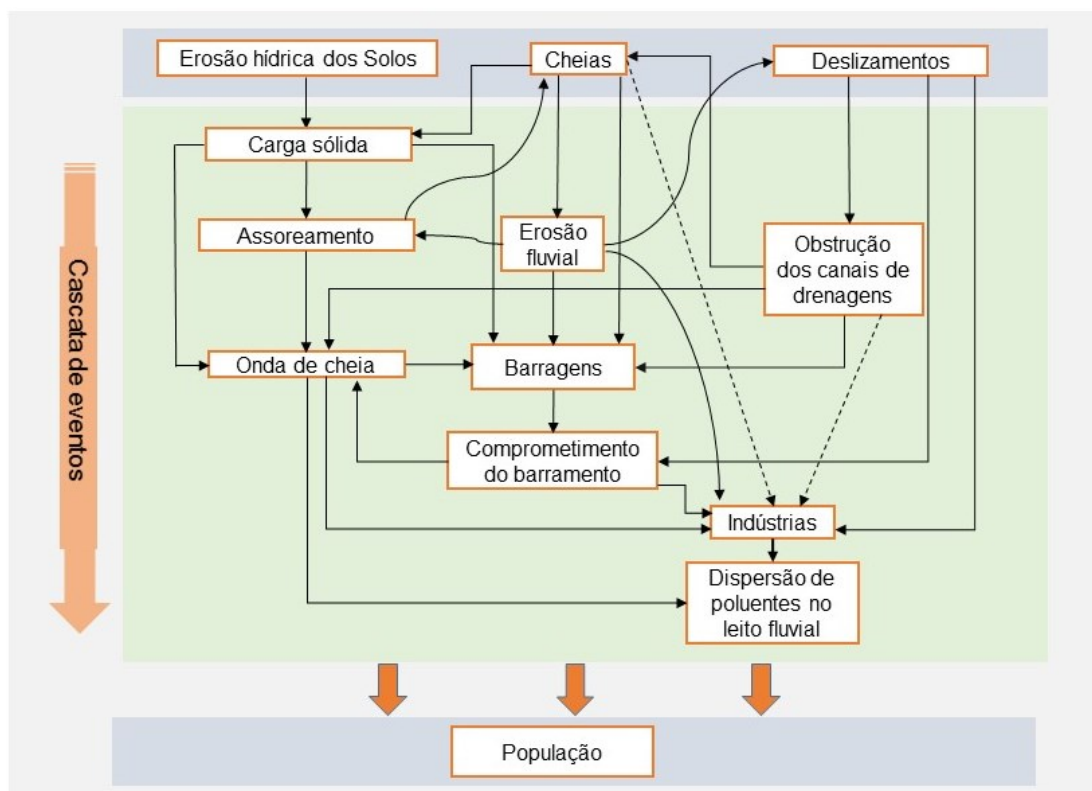 Erosão hídrica dos Solos
Cheias
Deslizamentos
Carga sólida
Assoreamento
Erosão
fluvial
Obstrução
dos canais de
drenagens
Onda de cheia
Barragens
Comprometimento
do barramento
Indústrias
Dispersão de
poluentes no
leito fluvial
Cascata de eventos
População